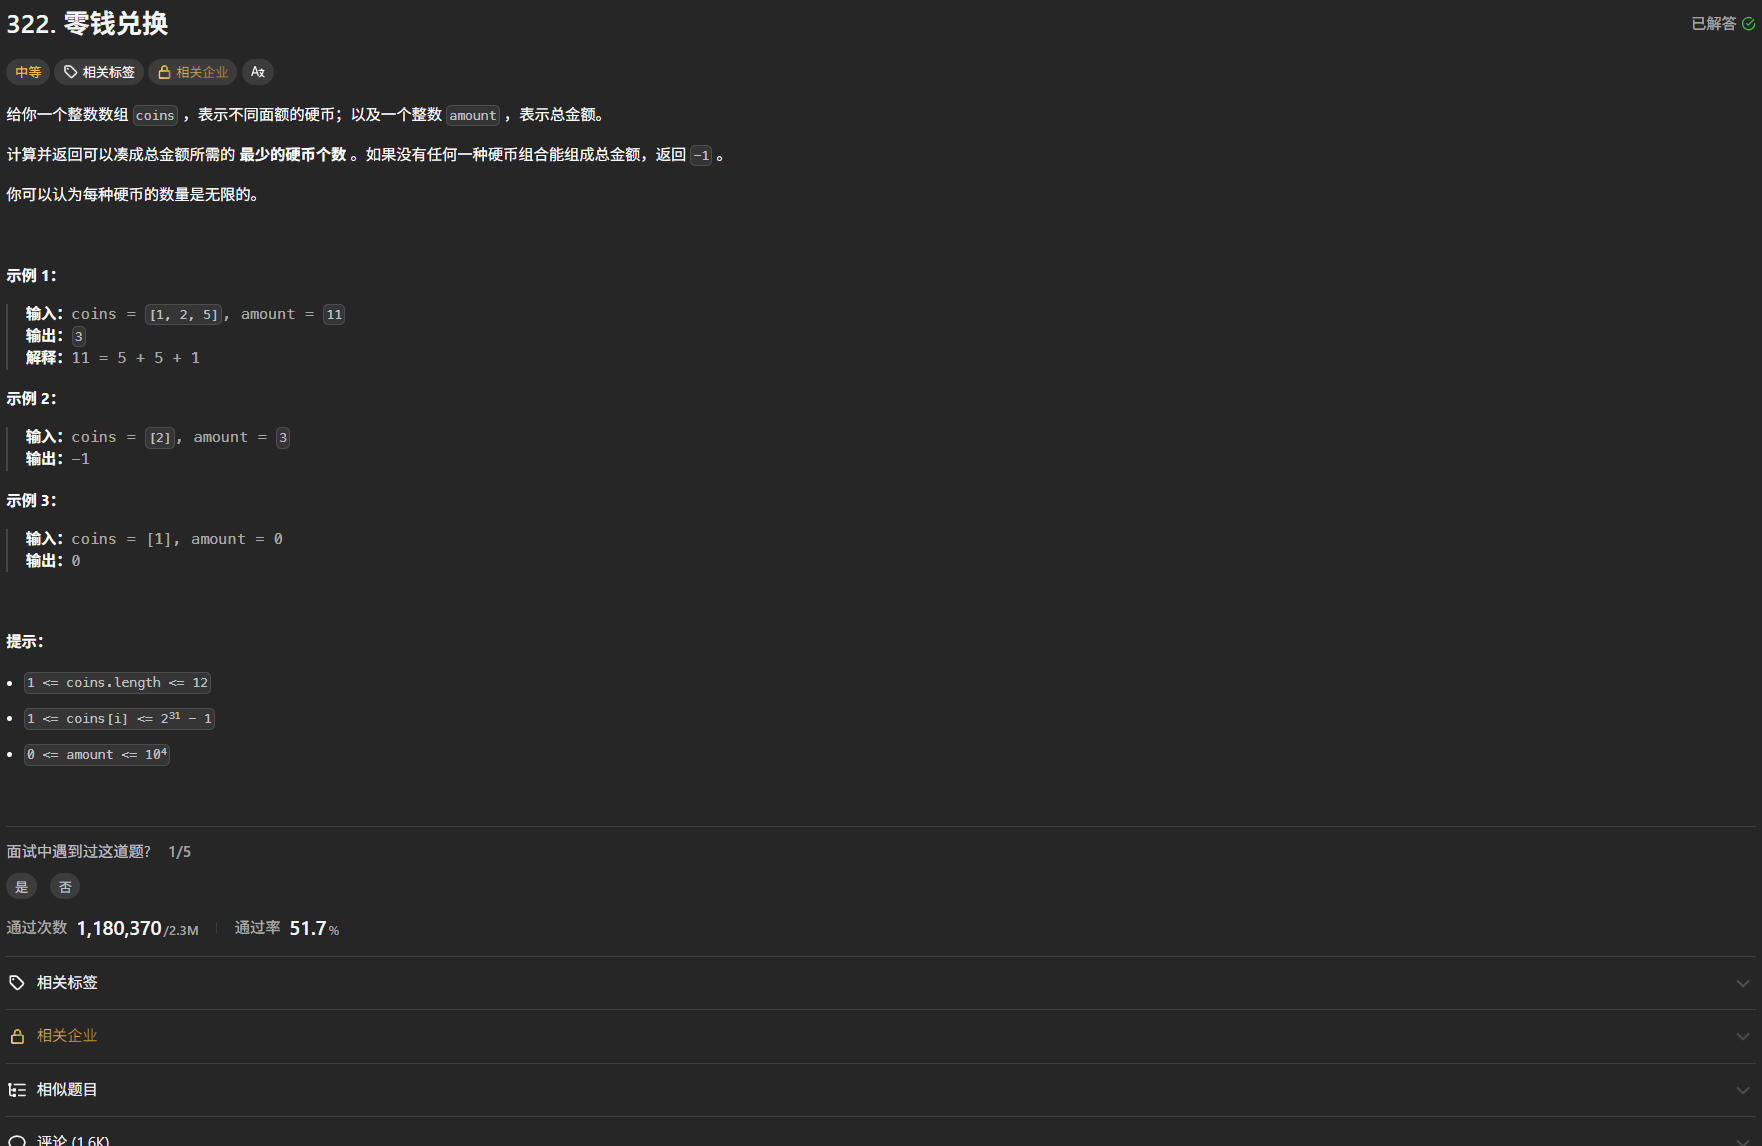 322. 零钱兑换
已解答
中等 相关标签 相关企业
给你一个整数数组 coins ，表示不同面额的硬币；以及一个整数 amount ，表示总金额。
计算并返回可以凑成总金额所需的 最少的硬币个数 。如果没有任何一种硬币组合能组成总金额，返回 -1 。
你可以认为每种硬币的数量是无限的。
示例 1：
输入：coins = [1, 2, 5], amount = 11
输出：3
解释：11 = 5 + 5 + 1
示例 2：
输入：coins = [2], amount = 3
输出：-1
示例 3：
输入：coins = [1], amount = 0
输出：0
提示：
1 <= coins.length <= 12
1 <= coins[i] <= 2³¹ - 1
0 <= amount <= 10⁴
面试中遇到过这道题? 1/5
是 否
通过次数 1,180,370/2.3M 通过率 51.7%
相关标签
相关企业
相似题目
评论 (1.6K)